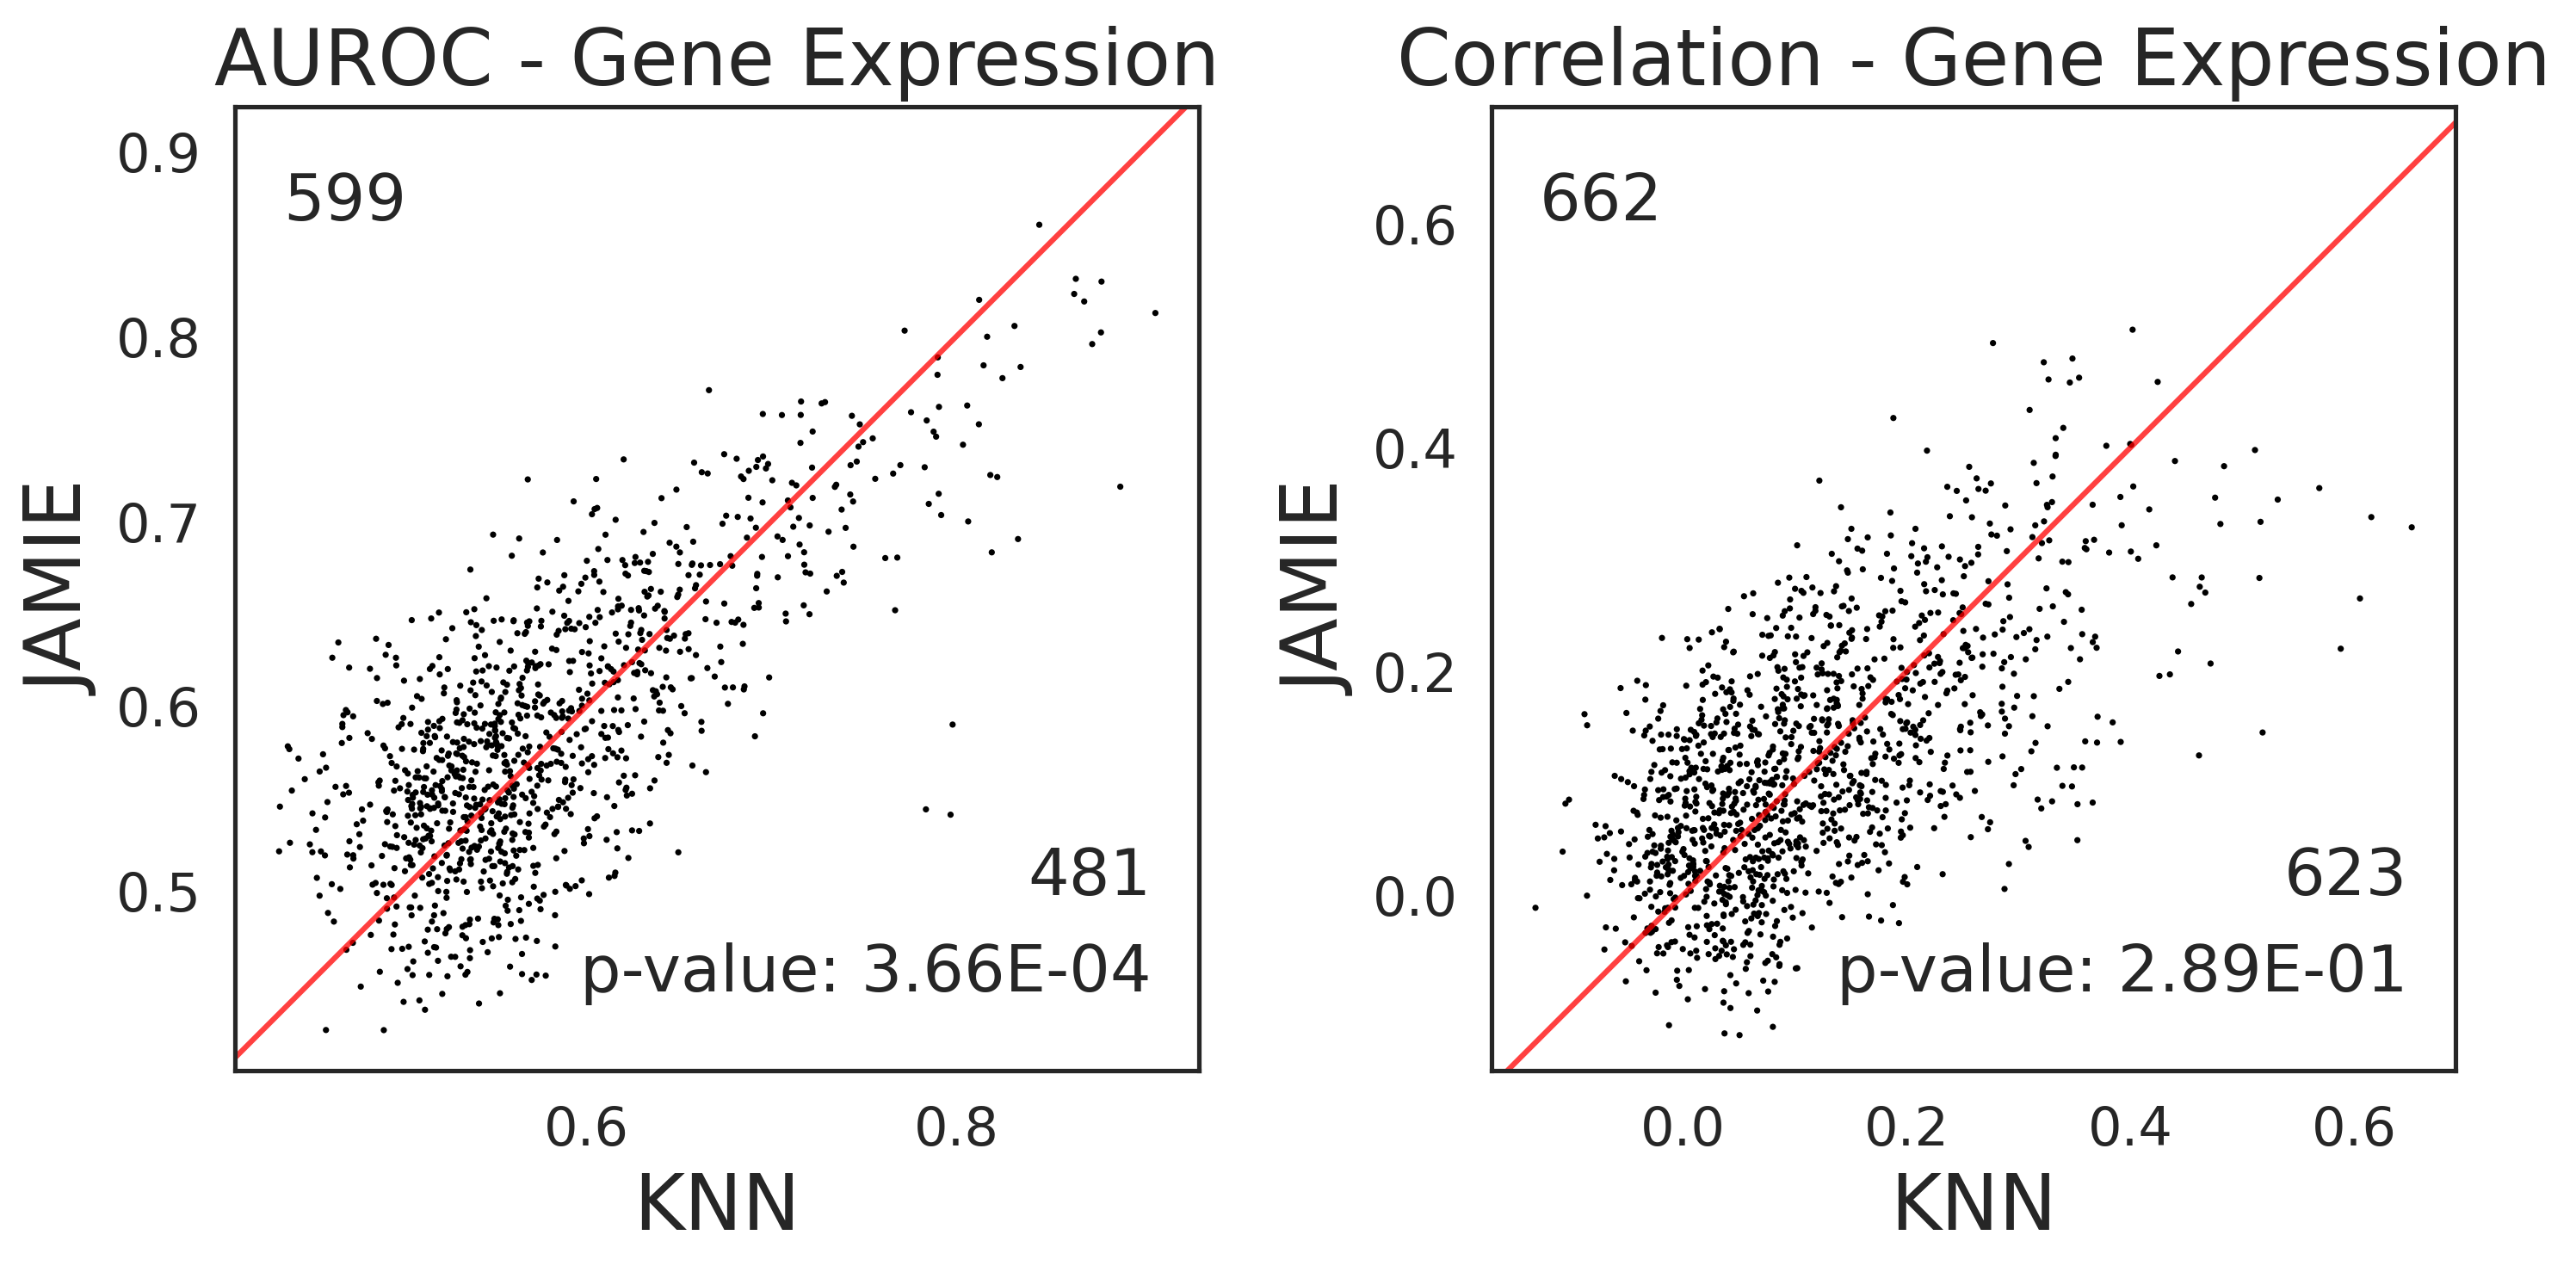 AUROC - Gene Expression
0.9
0.8
0.7
0.6
0.5
JAMIE
599
481
p-value: 3.66E-04
0.6 0.8
KNN
Correlation - Gene Expression
0.6
0.4
0.2
0.0
JAMIE
662
623
p-value: 2.89E-01
0.0 0.2 0.4 0.6
KNN